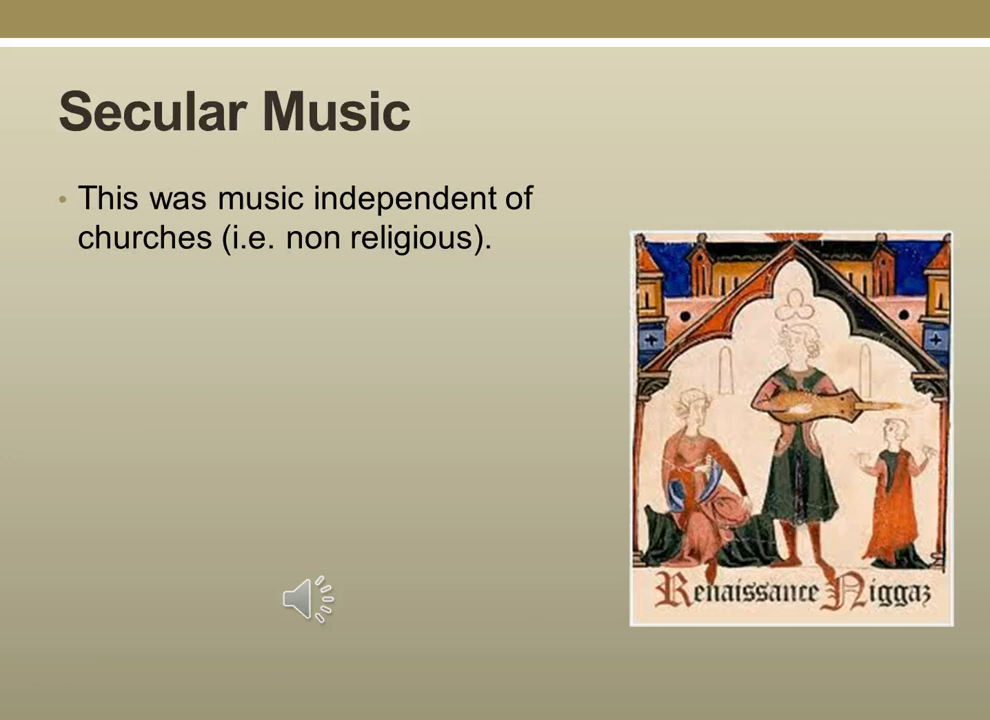 Secular Music
• This was music independent of
churches (i.e. non religious).
Renaissance Niggaz